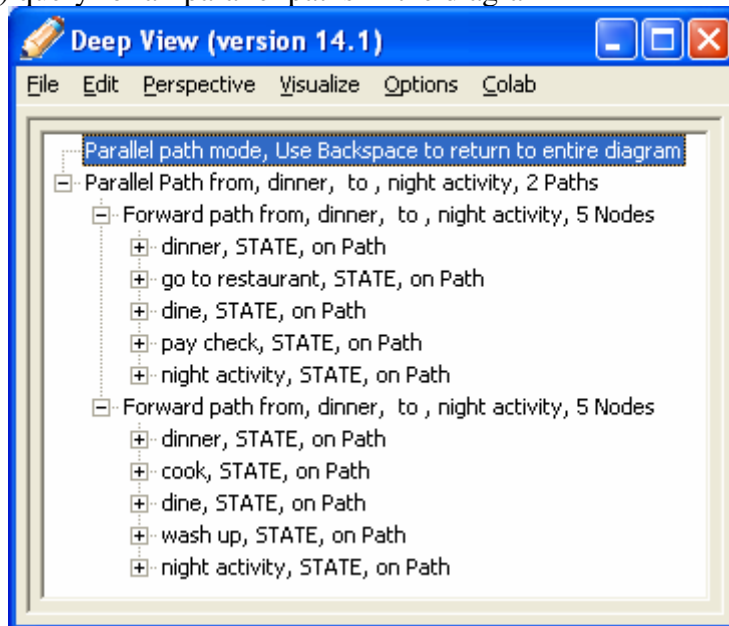 Deep View (version 14.1)
File Edit Perspective Visualize Options Colab
Parallel path mode, Use Backspace to return to entire diagram
Parallel Path from, dinner, to , night activity, 2 Paths
Forward path from, dinner, to , night activity, 5 Nodes
dinner, STATE, on Path
go to restaurant, STATE, on Path
dine, STATE, on Path
pay check, STATE, on Path
night activity, STATE, on Path
Forward path from, dinner, to , night activity, 5 Nodes
dinner, STATE, on Path
cook, STATE, on Path
dine, STATE, on Path
wash up, STATE, on Path
night activity, STATE, on Path